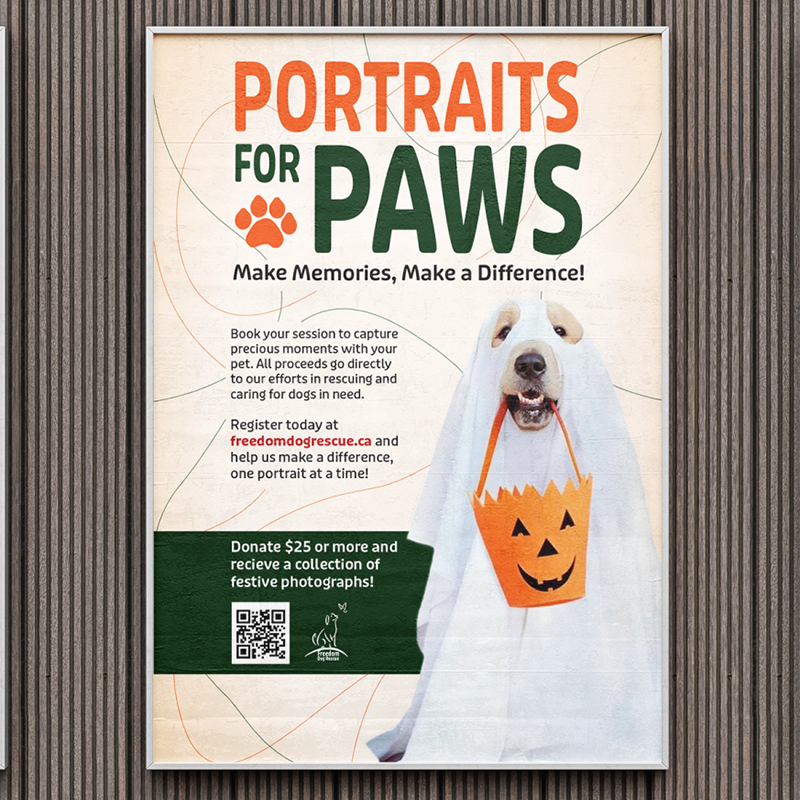 PORTRAITS
FOR PAWS
Make Memories, Make a Difference!
Book your session to capture
precious moments with your
pet. All proceeds go directly
to our efforts in rescuing and
caring for dogs in need.
Register today at
freedomdogrescue.ca and
help us make a difference,
one portrait at a time!
Donate $25 or more and
recieve a collection of
festive photographs!
Freedom
Dog Rescue